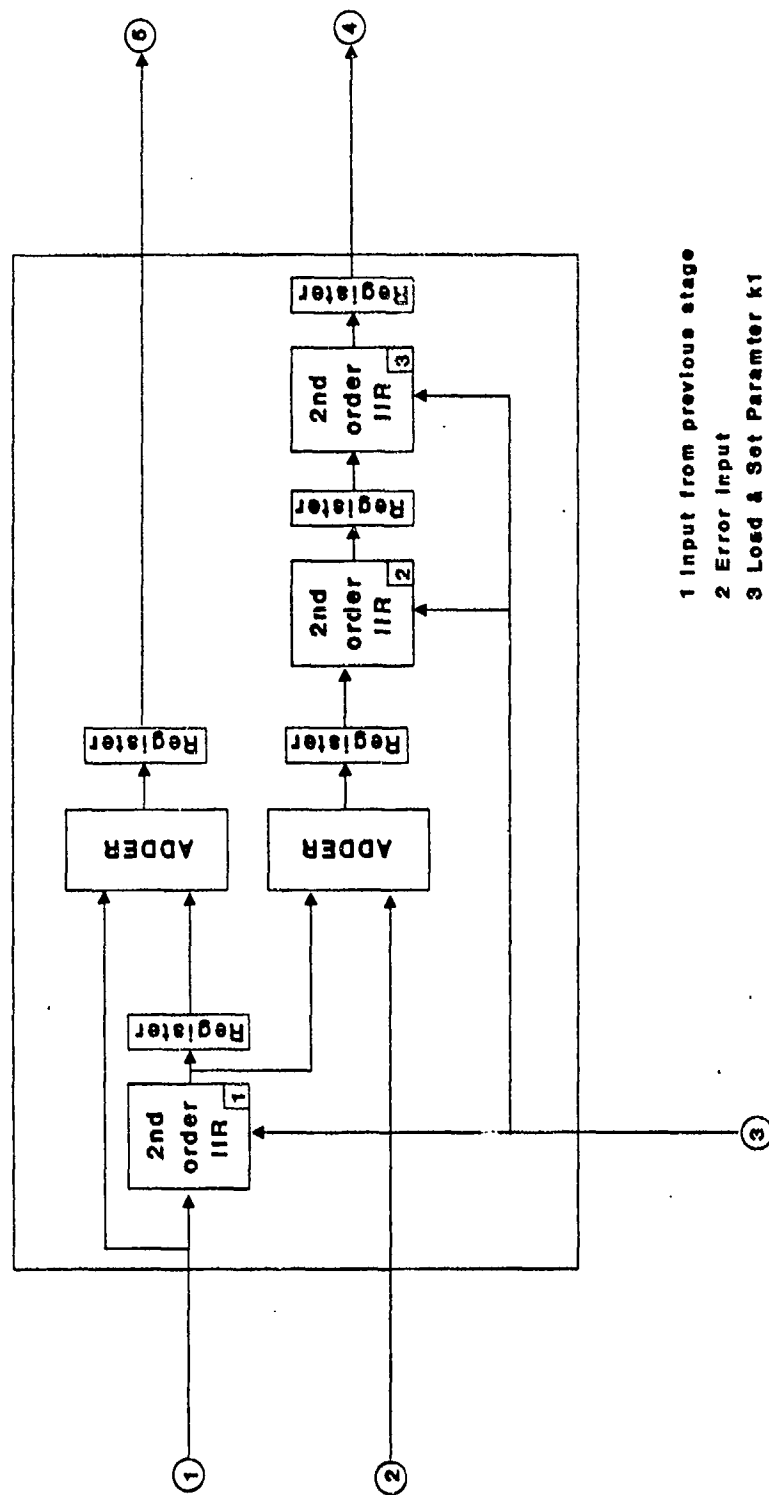 1
2
3
4
5
2nd
order
IIR
1
Register
ADDER
Register
ADDER
Register
2nd
order
IIR
2
Register
2nd
order
IIR
3
Register
1 Input from previous stage
2 Error Input
3 Load & Set Paramter k1